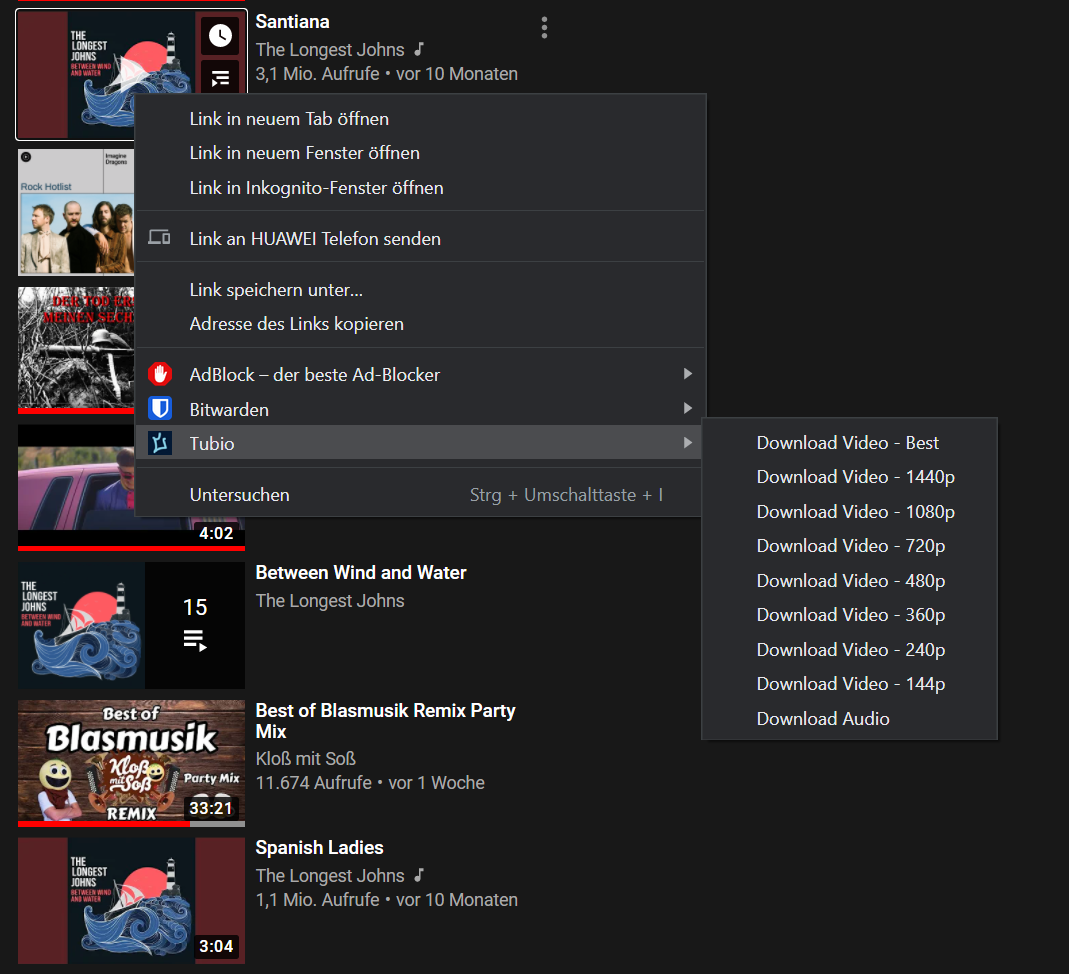 Santiana
The Longest Johns
3,1 Mio. Aufrufe • vor 10 Monaten
THE
LONGEST
JOHNS
BETWEEN WIND
AND WATER
Link in neuem Tab öffnen
Link in neuem Fenster öffnen
Link in Inkognito-Fenster öffnen
Link an HUAWEI Telefon senden
Link speichern unter...
Adresse des Links kopieren
AdBlock – der beste Ad-Blocker
Bitwarden
Tubio
Untersuchen Strg + Umschalttaste + I
Download Video - Best
Download Video - 1440p
Download Video - 1080p
Download Video - 720p
Download Video - 480p
Download Video - 360p
Download Video - 240p
Download Video - 144p
Download Audio
Imagine
Dragons
Rock Hotlist
DER TOD ER
MEINEN SECH
4:02
THE
LONGEST
JOHNS
BETWEEN WIND
AND WATER
15
Between Wind and Water
The Longest Johns
Best of
Blasmusik
Kloß
mit
Soß
Party Mix
REMIX
33:21
Best of Blasmusik Remix Party
Mix
Kloß mit Soß
11.674 Aufrufe • vor 1 Woche
THE
LONGEST
JOHNS
BETWEEN WIND
AND WATER
3:04
Spanish Ladies
The Longest Johns
1,1 Mio. Aufrufe • vor 10 Monaten